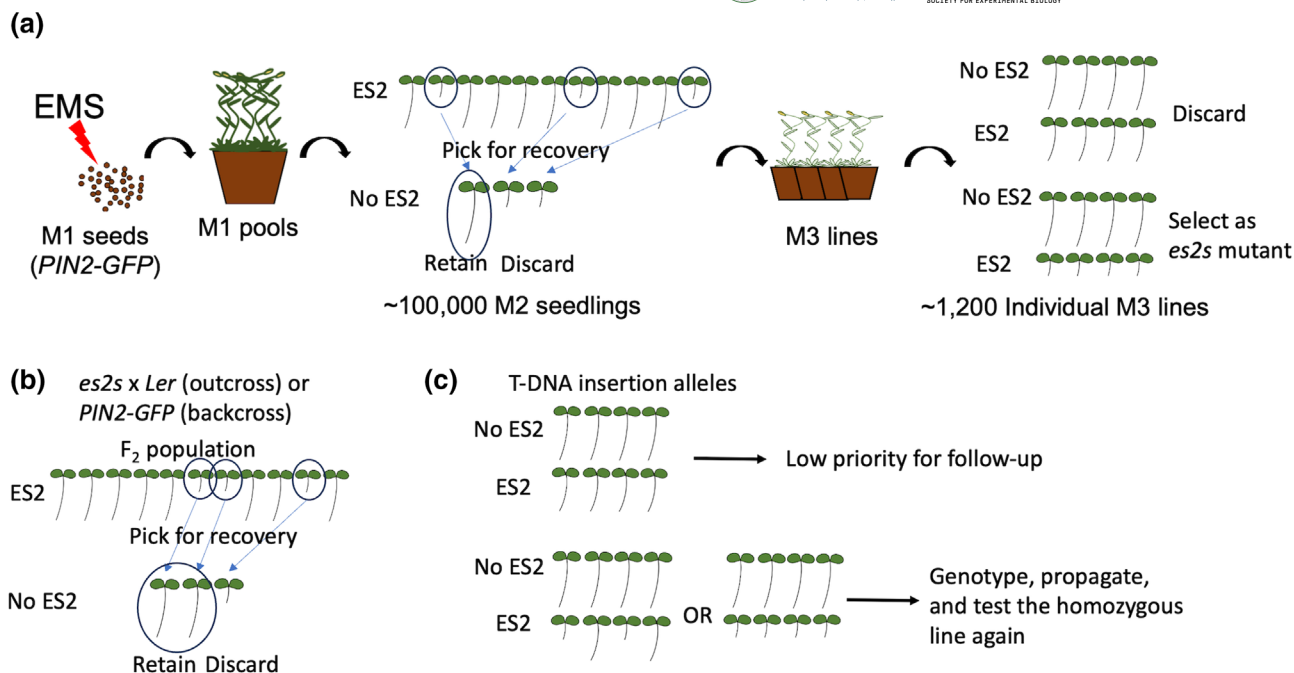 SOCIETY FOR EXPERIMENTAL BIOLOGY
(a)
EMS
M1 seeds
(PIN2-GFP)
M1 pools
ES2
Pick for recovery
No ES2
Retain Discard
~100,000 M2 seedlings
M3 lines
No ES2
ES2
Discard
No ES2
ES2
Select as
es2s mutant
~1,200 Individual M3 lines
(b)
es2s x Ler (outcross) or
PIN2-GFP (backcross)
F2 population
ES2
Pick for recovery
No ES2
Retain Discard
(c)
T-DNA insertion alleles
No ES2
ES2
Low priority for follow-up
No ES2
ES2
OR
Genotype, propagate,
and test the homozygous
line again